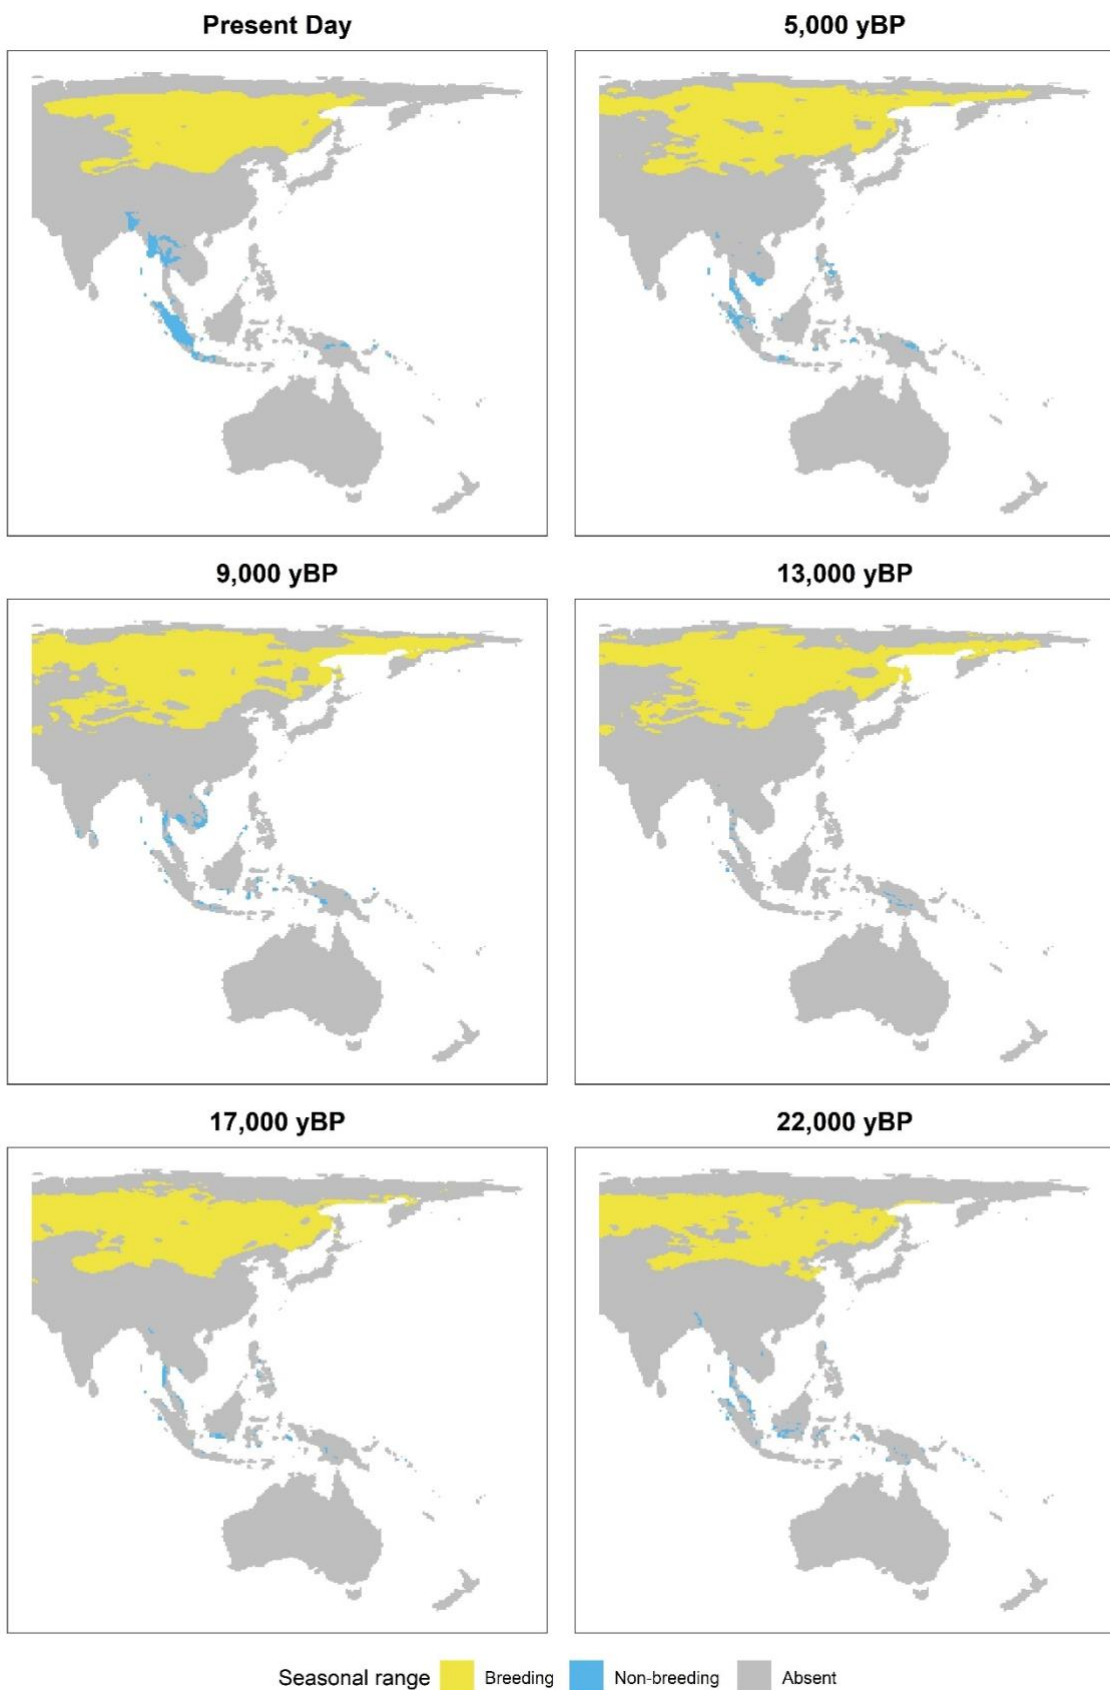 Present Day
5,000 yBP
9,000 yBP
13,000 yBP
17,000 yBP
22,000 yBP
Seasonal range Breeding Non-breeding Absent